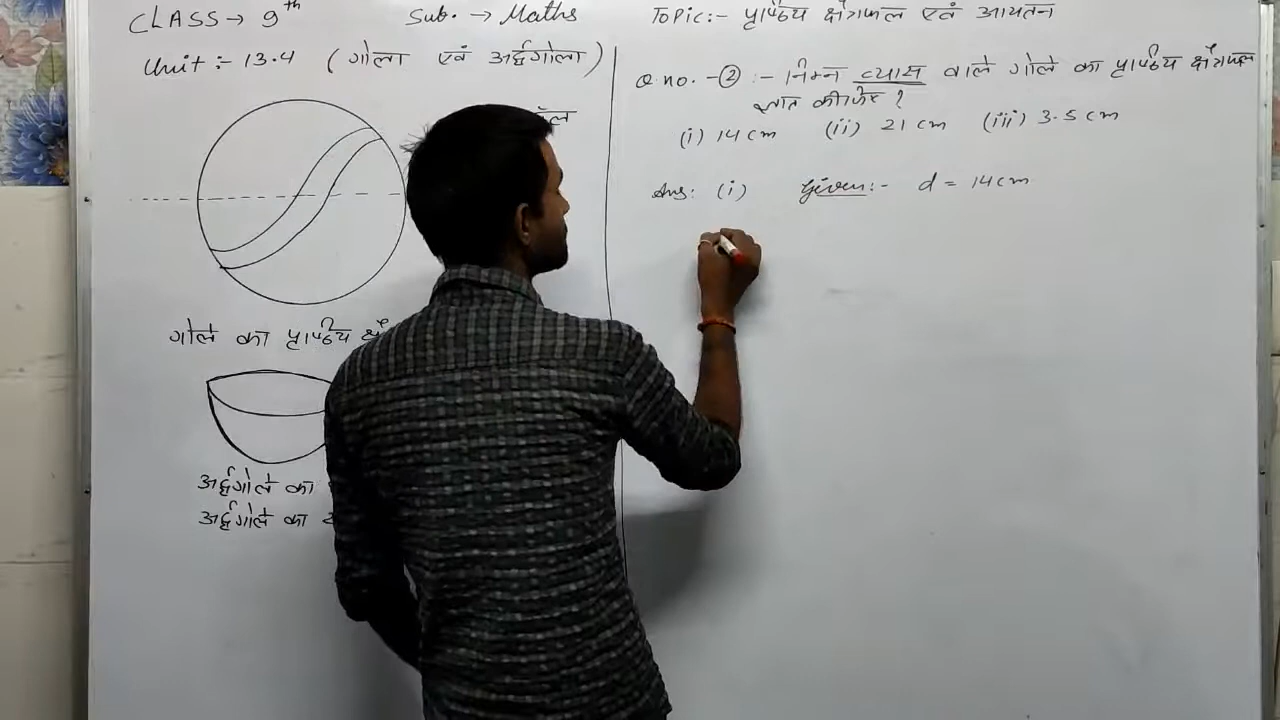 CLASS → 9th Sub. → Maths Topic:- पृष्ठीय क्षेत्रफल एवं आयतन
Unit :- 13.4 (गोला एवं अर्द्धगोला)
Q.no. -② :- निम्न व्यास वाले गोले का पृष्ठीय क्षेत्रफल
ज्ञात कीजिए ?
(i) 14 cm (ii) 21 cm (iii) 3.5 cm
Ans: (i) Given:- d = 14 cm
गोले का पृष्ठीय
अर्द्धगोले का
अर्द्धगोले का